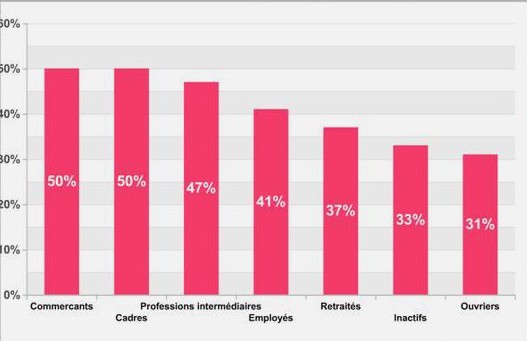 60%
50%
40%
30%
20%
10%
0%
50%
50%
47%
41%
37%
33%
31%
Commercants
Cadres
Professions intermédiaires
Employés
Retraités
Inactifs
Ouvriers